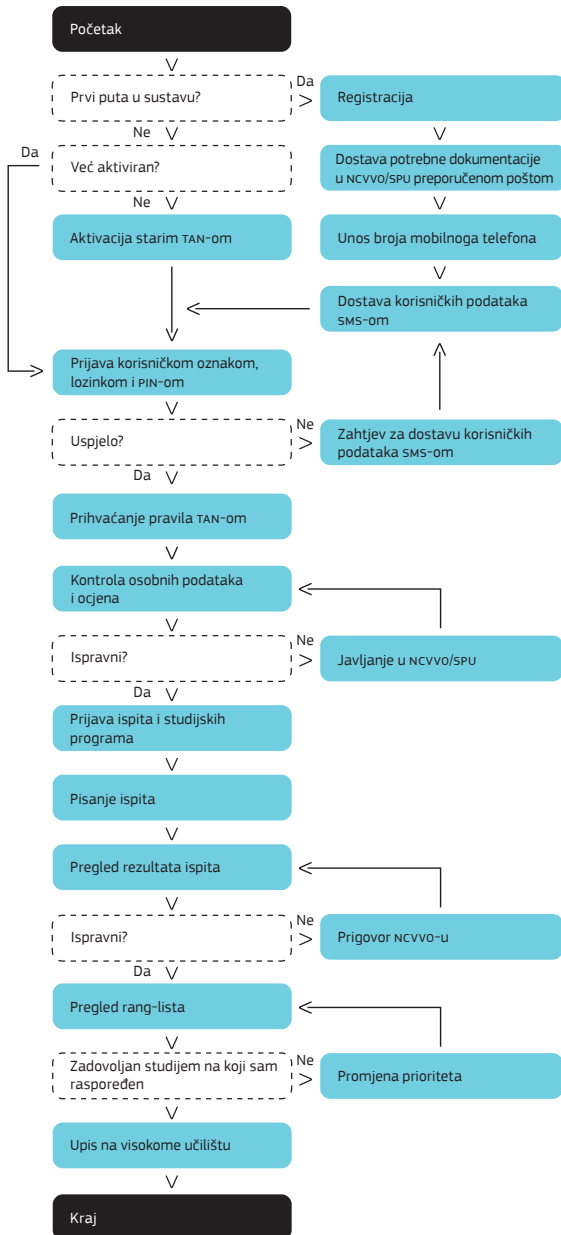 Početak
Prvi puta u sustavu?
Da
Registracija
Ne
Da
Već aktiviran?
Dostava potrebne dokumentacije
u NCVVO/SPU preporučenom poštom
Ne
Aktivacija starim TAN-om
Unos broja mobilnoga telefona
Dostava korisničkih podataka
SMS-om
Prijava korisničkom oznakom,
lozinkom i PIN-om
Uspjelo?
Ne
Zahtjev za dostavu korisničkih
podataka SMS-om
Da
Prihvaćanje pravila TAN-om
Kontrola osobnih podataka
i ocjena
Ispravni?
Ne
Javljanje u NCVVO/SPU
Da
Prijava ispita i studijskih
programa
Pisanje ispita
Pregled rezultata ispita
Ispravni?
Ne
Prigovor NCVVO-u
Da
Pregled rang-lista
Zadovoljan studijem na koji sam
raspoređen
Ne
Promjena prioriteta
Upis na visokome učilištu
Kraj